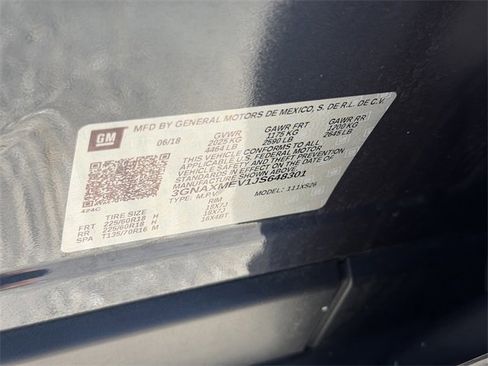 GM
MFD BY GENERAL MOTORS DE MEXICO, S. DE R.L. DE C.V.
06/18 GVWR GAWR FRT GAWR RR
2025 KG 1175 KG 1200 KG
4464 LB 2590 LB 2645 LB
THIS VEHICLE CONFORMS TO ALL
APPLICABLE U.S. FEDERAL MOTOR
VEHICLE SAFETY AND THEFT PREVENTION
STANDARDS IN EFFECT ON THE DATE OF
MANUFACTURE SHOWN ABOVE.
3GNAXMEV1JS648301
TYPE: M.P.V. MODEL: 111XS26
424C
TIRE SIZE RIM
FRT 225/60R18 H 18X7J
RR 225/60R18 H 18X7J
SPA T135/70R16 M 16X4BT